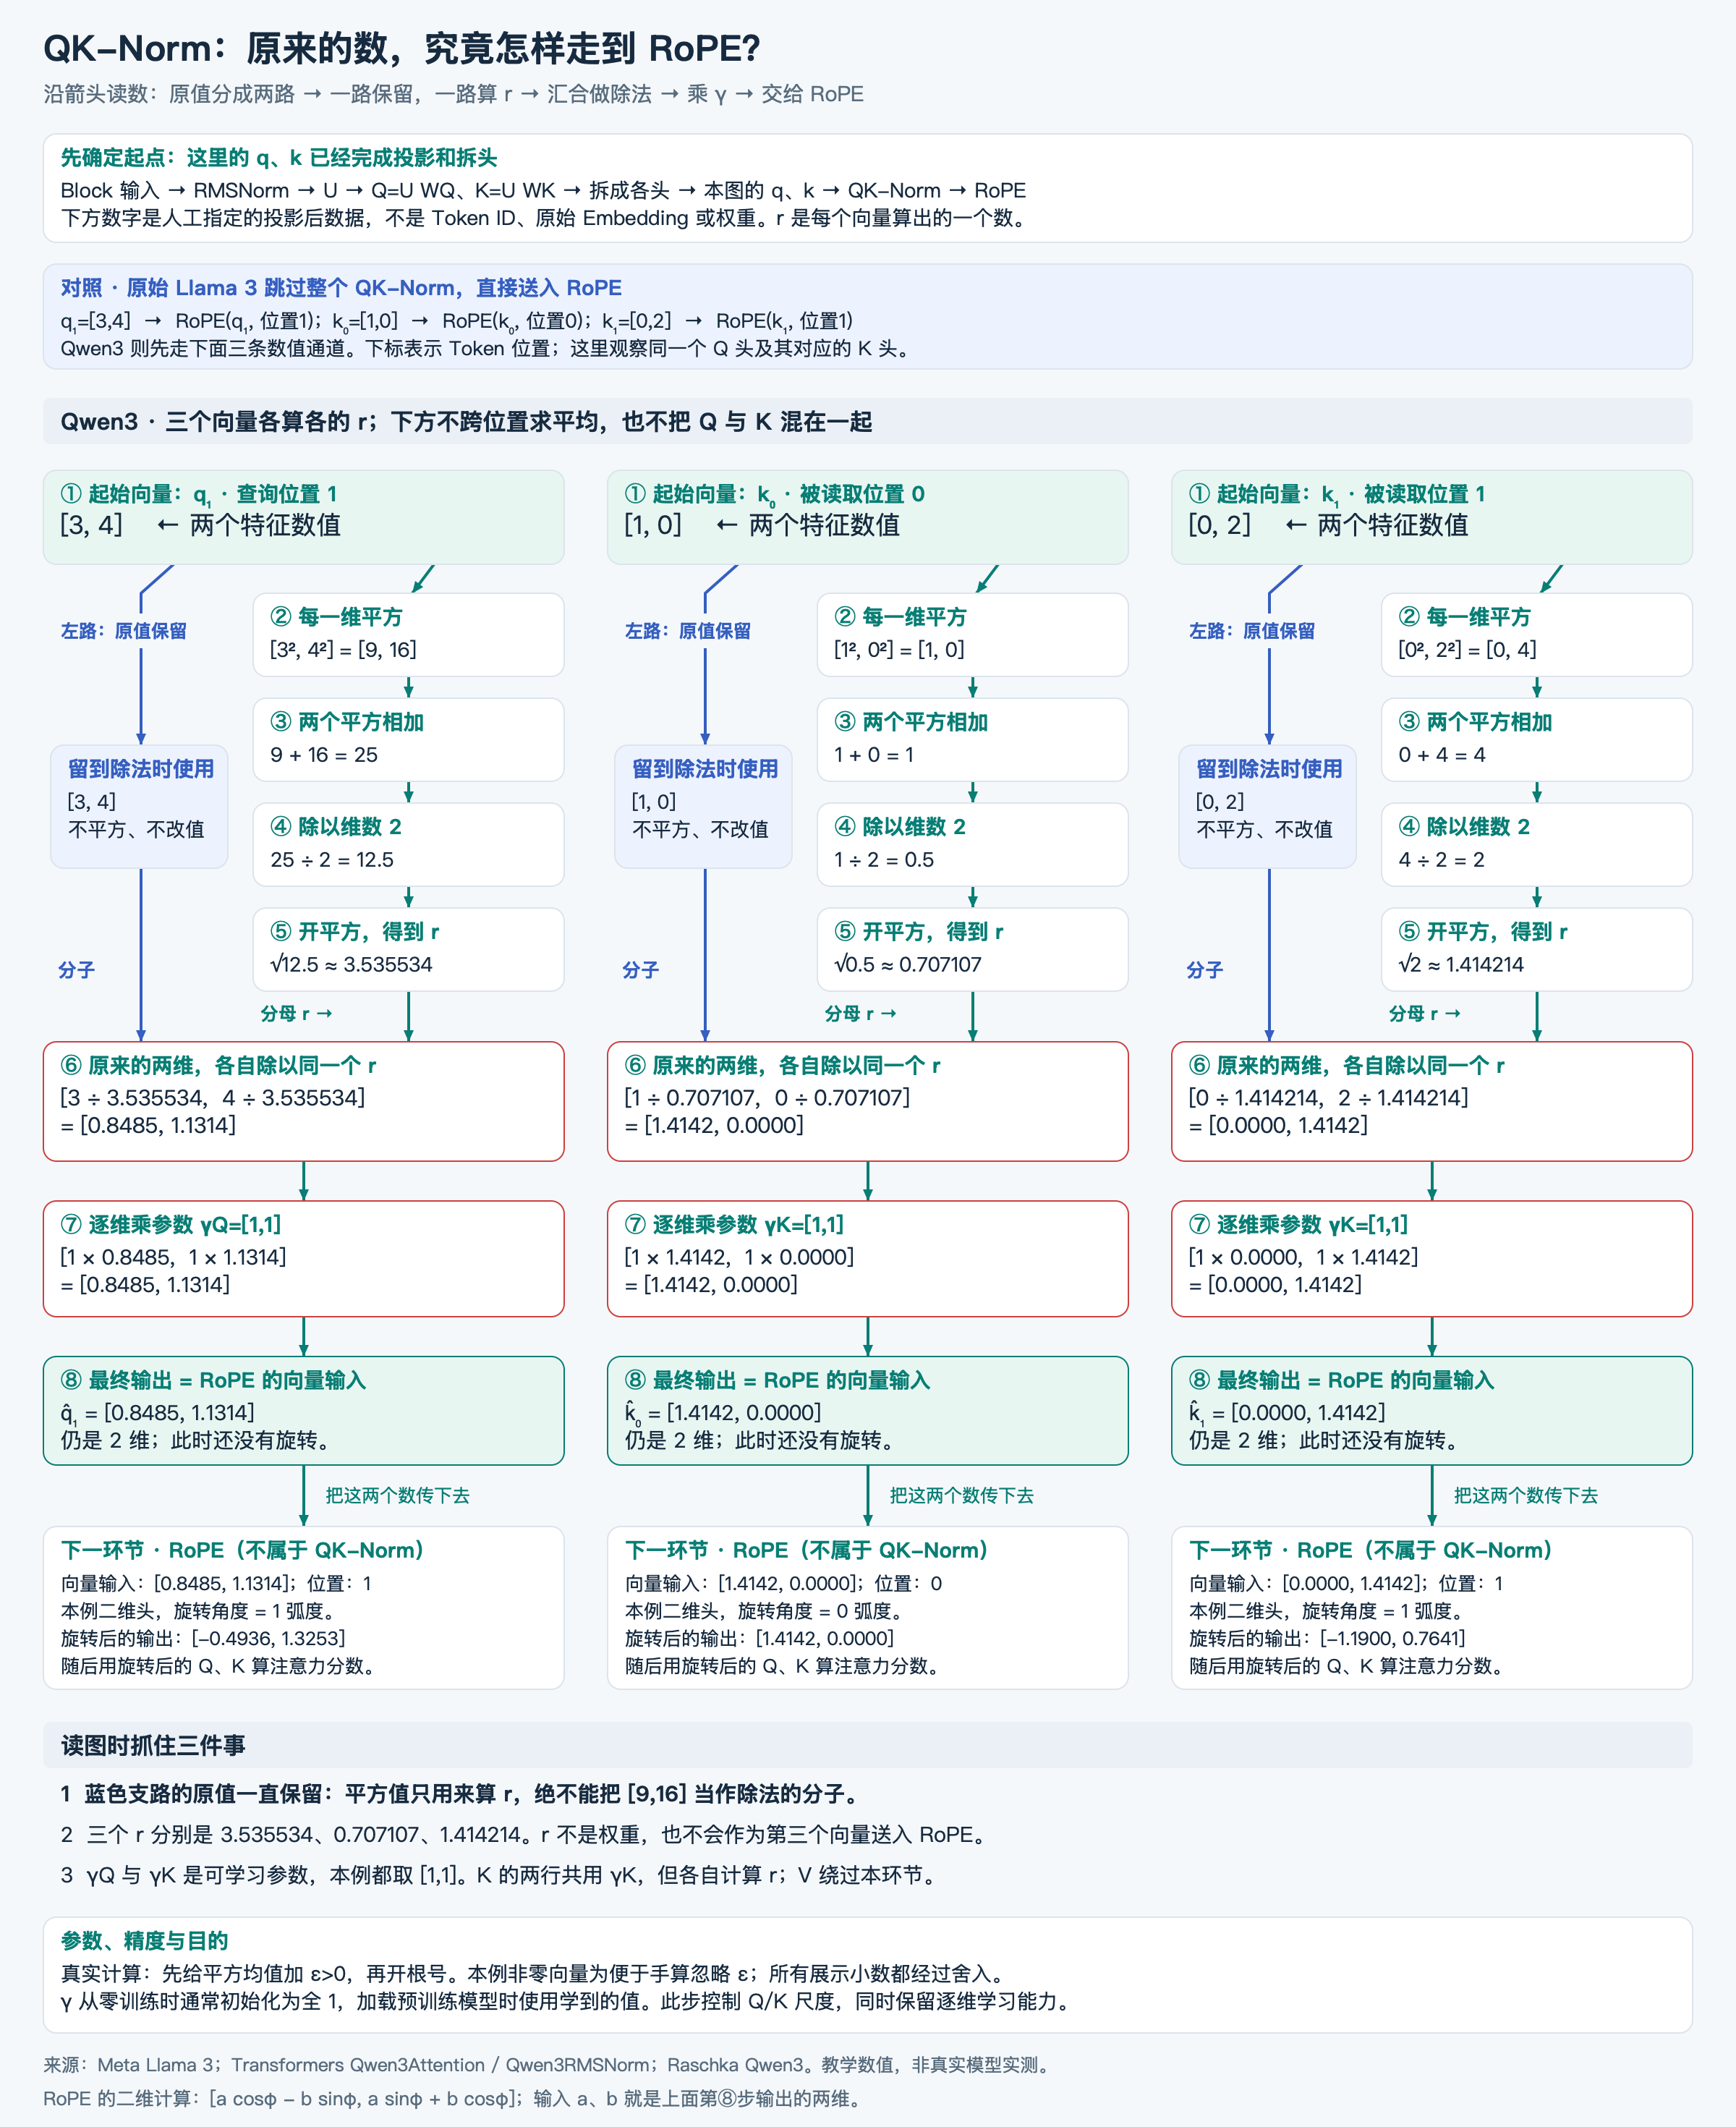 QK–Norm：原来的数，究竟怎样走到 RoPE?
沿箭头读数：原值分成两路 → 一路保留，一路算 r → 汇合做除法 → 乘 γ → 交给 RoPE
先确定起点：这里的 q、k 已经完成投影和拆头
Block 输入 → RMSNorm → U → Q=U WQ、K=U WK → 拆成各头 → 本图的 q、k → QK–Norm → RoPE
下方数字是人工指定的投影后数据，不是 Token ID、原始 Embedding 或权重。r 是每个向量算出的一个数。
对照 · 原始 Llama 3 跳过整个 QK–Norm，直接送入 RoPE
q₁=[3,4] → RoPE(q₁, 位置1)；k₀=[1,0] → RoPE(k₀, 位置0)；k₁=[0,2] → RoPE(k₁, 位置1)
Qwen3 则先走下面三条数值通道。下标表示 Token 位置；这里观察同一个 Q 头及其对应的 K 头。
Qwen3 · 三个向量各算各的 r；下方不跨位置求平均，也不把 Q 与 K 混在一起
① 起始向量：q₁ · 查询位置 1
[3, 4] ← 两个特征数值
左路：原值保留
② 每一维平方
[3², 4²] = [9, 16]
③ 两个平方相加
9 + 16 = 25
留到除法时使用
[3, 4]
不平方、不改值
④ 除以维数 2
25 ÷ 2 = 12.5
⑤ 开平方，得到 r
√12.5 ≈ 3.535534
分子
分母 r →
⑥ 原来的两维，各自除以同一个 r
[3 ÷ 3.535534, 4 ÷ 3.535534]
= [0.8485, 1.1314]
⑦ 逐维乘参数 γQ=[1,1]
[1 × 0.8485, 1 × 1.1314]
= [0.8485, 1.1314]
⑧ 最终输出 = RoPE 的向量输入
q̂₁ = [0.8485, 1.1314]
仍是 2 维；此时还没有旋转。
把这两个数传下去
下一环节 · RoPE（不属于 QK–Norm）
向量输入：[0.8485, 1.1314]；位置：1
本例二维头，旋转角度 = 1 弧度。
旋转后的输出：[−0.4936, 1.3253]
随后用旋转后的 Q、K 算注意力分数。
① 起始向量：k₀ · 被读取位置 0
[1, 0] ← 两个特征数值
左路：原值保留
② 每一维平方
[1², 0²] = [1, 0]
③ 两个平方相加
1 + 0 = 1
留到除法时使用
[1, 0]
不平方、不改值
④ 除以维数 2
1 ÷ 2 = 0.5
⑤ 开平方，得到 r
√0.5 ≈ 0.707107
分子
分母 r →
⑥ 原来的两维，各自除以同一个 r
[1 ÷ 0.707107, 0 ÷ 0.707107]
= [1.4142, 0.0000]
⑦ 逐维乘参数 γK=[1,1]
[1 × 1.4142, 1 × 0.0000]
= [1.4142, 0.0000]
⑧ 最终输出 = RoPE 的向量输入
k̂₀ = [1.4142, 0.0000]
仍是 2 维；此时还没有旋转。
把这两个数传下去
下一环节 · RoPE（不属于 QK–Norm）
向量输入：[1.4142, 0.0000]；位置：0
本例二维头，旋转角度 = 0 弧度。
旋转后的输出：[1.4142, 0.0000]
随后用旋转后的 Q、K 算注意力分数。
① 起始向量：k₁ · 被读取位置 1
[0, 2] ← 两个特征数值
左路：原值保留
② 每一维平方
[0², 2²] = [0, 4]
③ 两个平方相加
0 + 4 = 4
留到除法时使用
[0, 2]
不平方、不改值
④ 除以维数 2
4 ÷ 2 = 2
⑤ 开平方，得到 r
√2 ≈ 1.414214
分子
分母 r →
⑥ 原来的两维，各自除以同一个 r
[0 ÷ 1.414214, 2 ÷ 1.414214]
= [0.0000, 1.4142]
⑦ 逐维乘参数 γK=[1,1]
[1 × 0.0000, 1 × 1.4142]
= [0.0000, 1.4142]
⑧ 最终输出 = RoPE 的向量输入
k̂₁ = [0.0000, 1.4142]
仍是 2 维；此时还没有旋转。
把这两个数传下去
下一环节 · RoPE（不属于 QK–Norm）
向量输入：[0.0000, 1.4142]；位置：1
本例二维头，旋转角度 = 1 弧度。
旋转后的输出：[−1.1900, 0.7641]
随后用旋转后的 Q、K 算注意力分数。
读图时抓住三件事
1 蓝色支路的原值一直保留：平方值只用来算 r，绝不能把 [9,16] 当作除法的分子。
2 三个 r 分别是 3.535534、0.707107、1.414214。r 不是权重，也不会作为第三个向量送入 RoPE。
3 γQ 与 γK 是可学习参数，本例都取 [1,1]。K 的两行共用 γK，但各自计算 r；V 绕过本环节。
参数、精度与目的
真实计算：先给平方均值加 ε>0，再开根号。本例非零向量为便于手算忽略 ε；所有展示小数都经过舍入。
γ 从零训练时通常初始化为全 1，加载预训练模型时使用学到的值。此步控制 Q/K 尺度，同时保留逐维学习能力。
来源：Meta Llama 3；Transformers Qwen3Attention / Qwen3RMSNorm；Raschka Qwen3。教学数值，非真实模型实测。
RoPE 的二维计算：[a cosφ − b sinφ, a sinφ + b cosφ]；输入 a、b 就是上面第⑧步输出的两维。